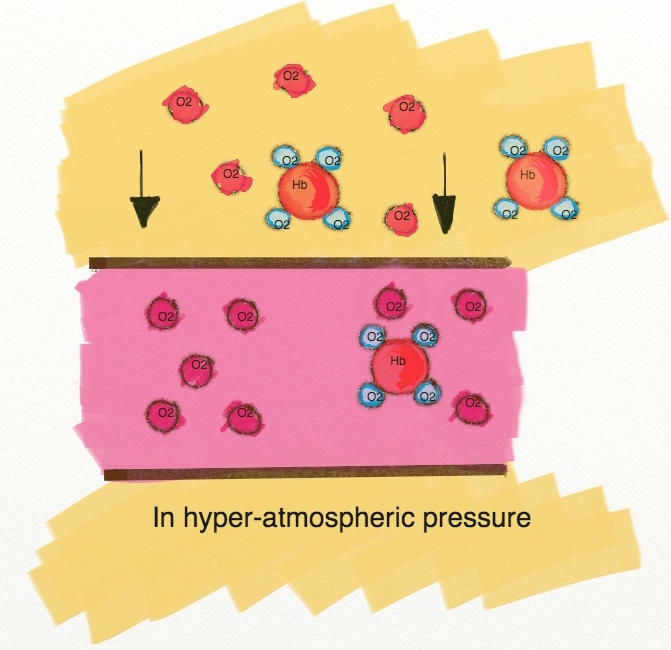 O2
O2
O2
O2 O2 O2 O2
O2 Hb Hb
O2 O2 O2 O2 O2
O2 O2 O2 O2
O2 O2
O2 Hb
O2 O2
O2 O2 O2
In hyper-atmospheric pressure